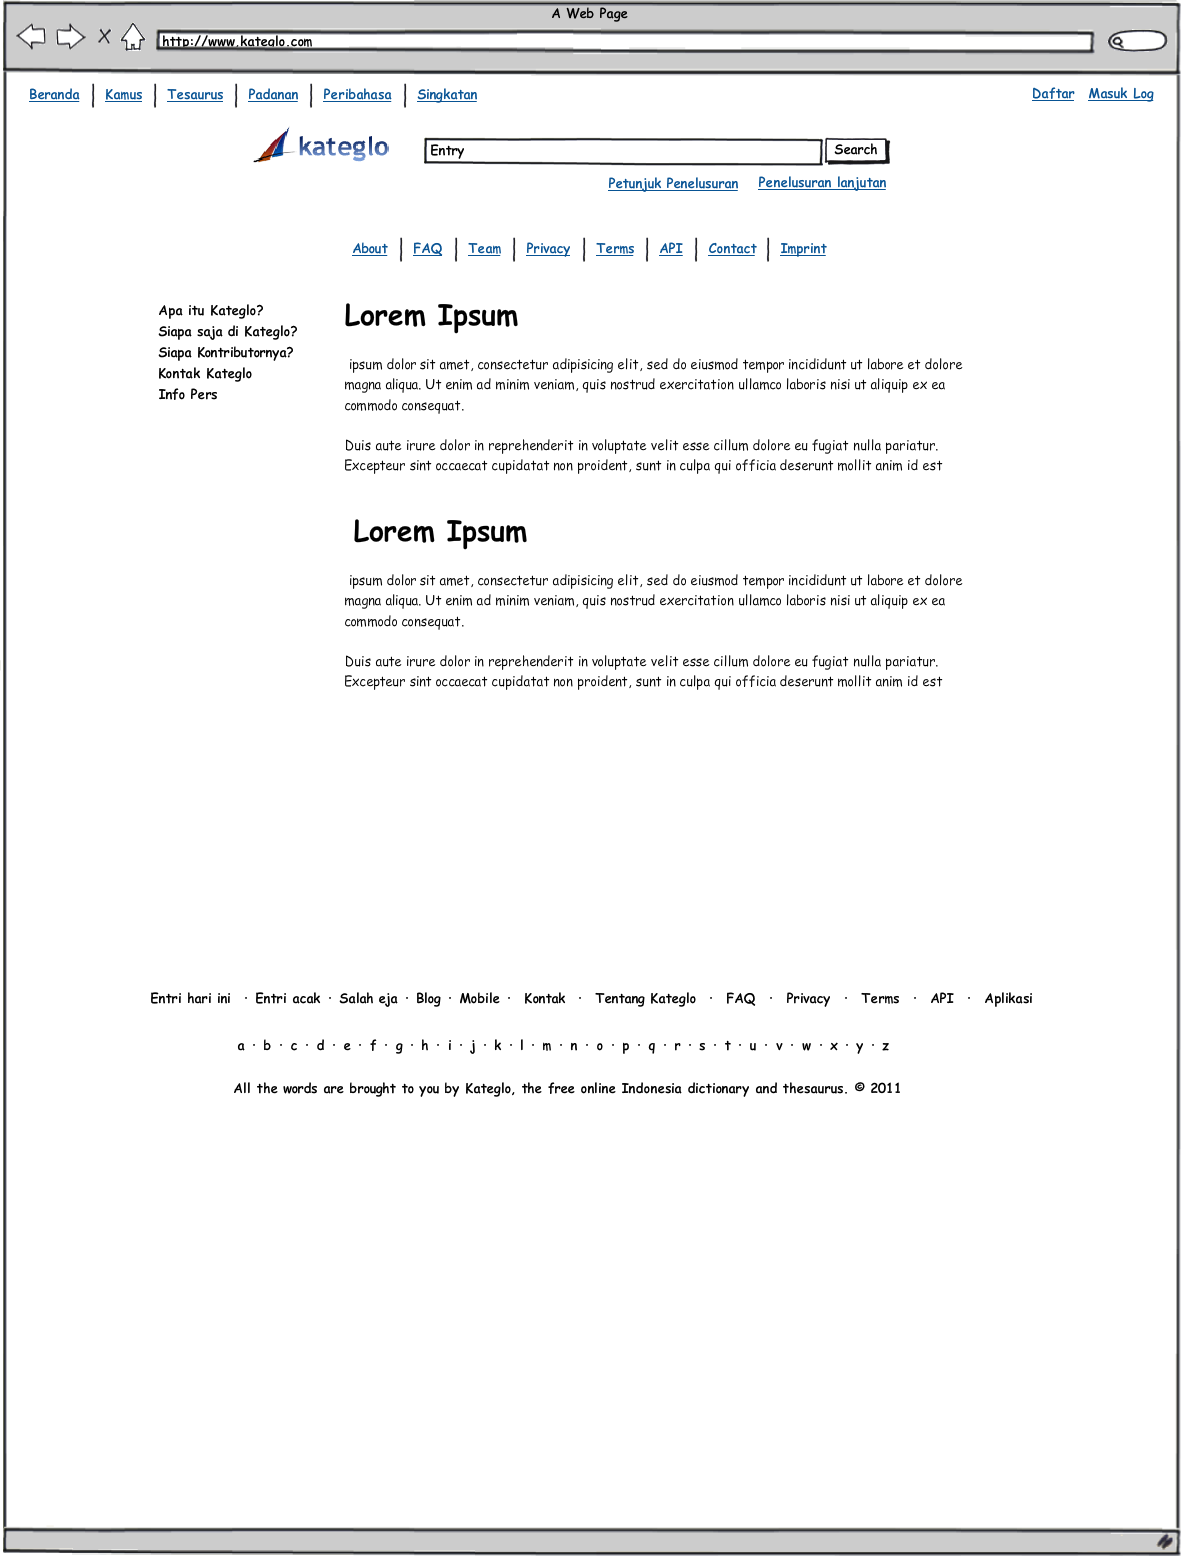 A Web Page
http://www.kateglo.com
Beranda Kamus Tesaurus Padanan Peribahasa Singkatan Daftar Masuk Log
kateglo Entry Search
Petunjuk Penelusuran Penelusuran lanjutan
About FAQ Team Privacy Terms API Contact Imprint
Apa itu Kateglo?
Siapa saja di Kateglo?
Siapa Kontributornya?
Kontak Kateglo
Info Pers
Lorem Ipsum
ipsum dolor sit amet, consectetur adipisicing elit, sed do eiusmod tempor incididunt ut labore et dolore
magna aliqua. Ut enim ad minim veniam, quis nostrud exercitation ullamco laboris nisi ut aliquip ex ea
commodo consequat.
Duis aute irure dolor in reprehenderit in voluptate velit esse cillum dolore eu fugiat nulla pariatur.
Excepteur sint occaecat cupidatat non proident, sunt in culpa qui officia deserunt mollit anim id est
Lorem Ipsum
ipsum dolor sit amet, consectetur adipisicing elit, sed do eiusmod tempor incididunt ut labore et dolore
magna aliqua. Ut enim ad minim veniam, quis nostrud exercitation ullamco laboris nisi ut aliquip ex ea
commodo consequat.
Duis aute irure dolor in reprehenderit in voluptate velit esse cillum dolore eu fugiat nulla pariatur.
Excepteur sint occaecat cupidatat non proident, sunt in culpa qui officia deserunt mollit anim id est
Entri hari ini · Entri acak · Salah eja · Blog · Mobile · Kontak · Tentang Kateglo · FAQ · Privacy · Terms · API · Aplikasi
a · b · c · d · e · f · g · h · i · j · k · l · m · n · o · p · q · r · s · t · u · v · w · x · y · z
All the words are brought to you by Kateglo, the free online Indonesia dictionary and thesaurus. © 2011